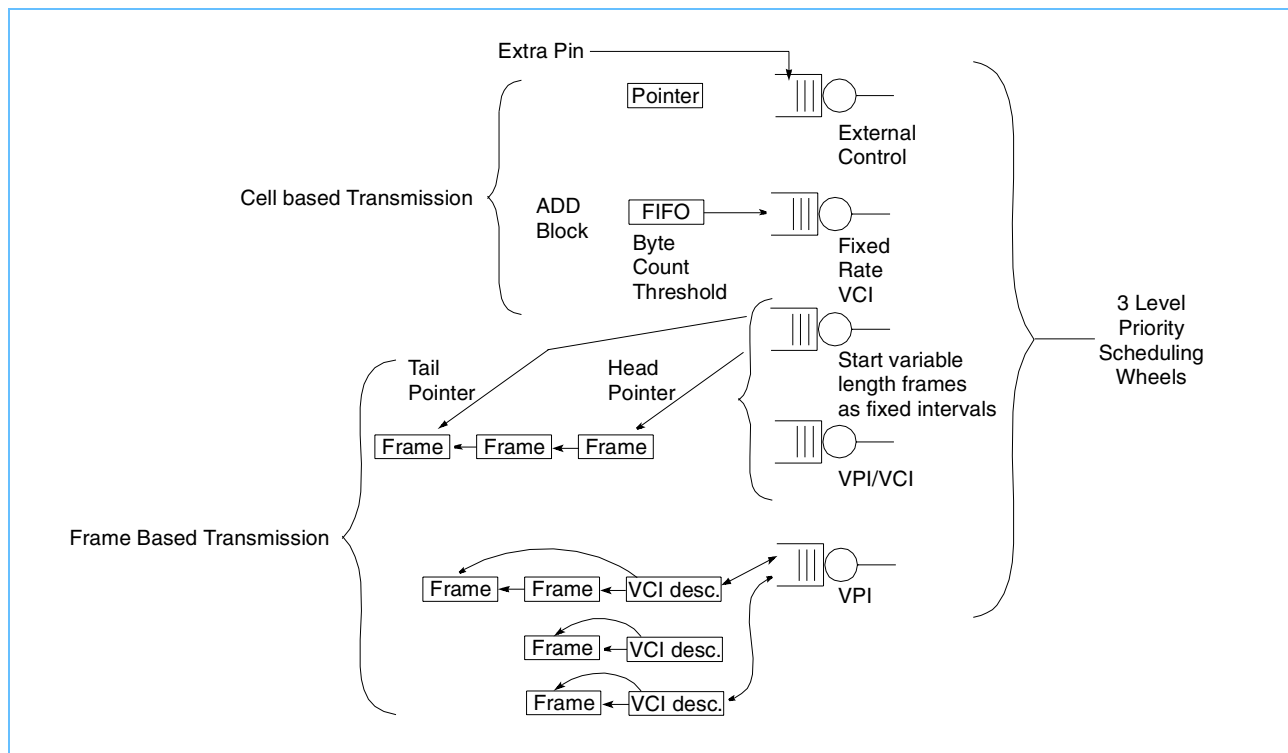 Extra Pin
Pointer
External
Control
Cell based Transmission
ADD
Block
FIFO
Byte
Count
Threshold
Fixed
Rate
VCI
3 Level
Priority
Scheduling
Wheels
Tail
Pointer
Head
Pointer
Start variable
length frames
as fixed intervals
Frame
Frame
Frame
VPI/VCI
Frame Based Transmission
Frame
Frame
VCI desc.
VPI
Frame
VCI desc.
Frame
VCI desc.